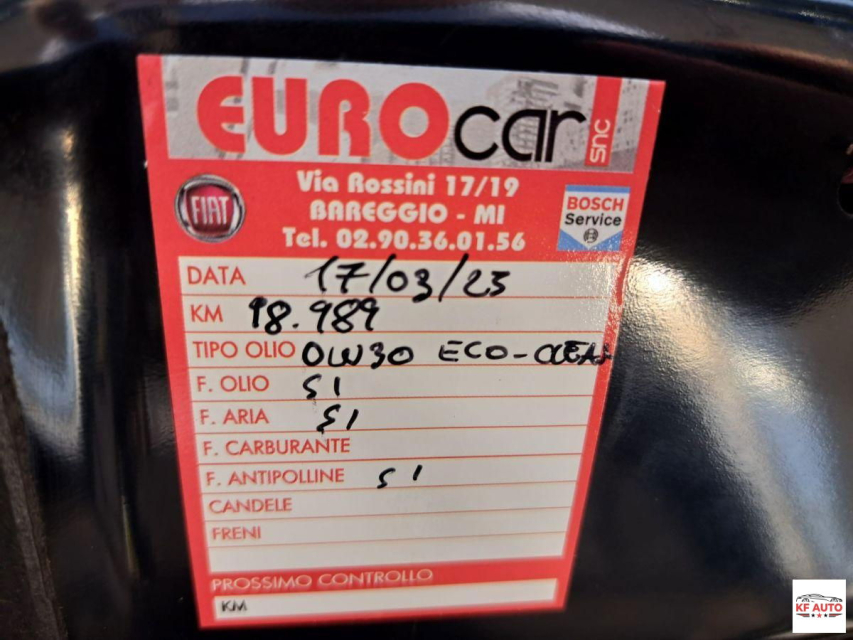 EUROcar snc
Via Rossini 17/19
BAREGGIO - MI
Tel. 02.90.36.01.56
FIAT
BOSCH
Service
DATA 17/03/23
KM 98.989
TIPO OLIO 0W30 ECO-CLEAN
F. OLIO SI
F. ARIA SI
F. CARBURANTE
F. ANTIPOLLINE SI
CANDELE
FRENI
PROSSIMO CONTROLLO
KM
KF AUTO